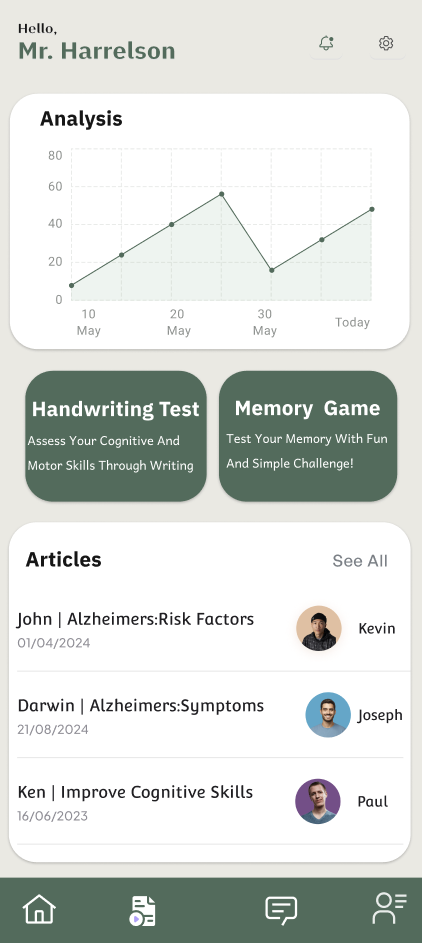 Hello,
Mr. Harrelson
Analysis
80
60
40
20
0
10 May
20 May
30 May
Today
Handwriting Test
Assess Your Cognitive And
Motor Skills Through Writing
Memory Game
Test Your Memory With Fun
And Simple Challenge!
Articles
See All
John | Alzheimers:Risk Factors
01/04/2024
Kevin
Darwin | Alzheimers:Symptoms
21/08/2024
Joseph
Ken | Improve Cognitive Skills
16/06/2023
Paul